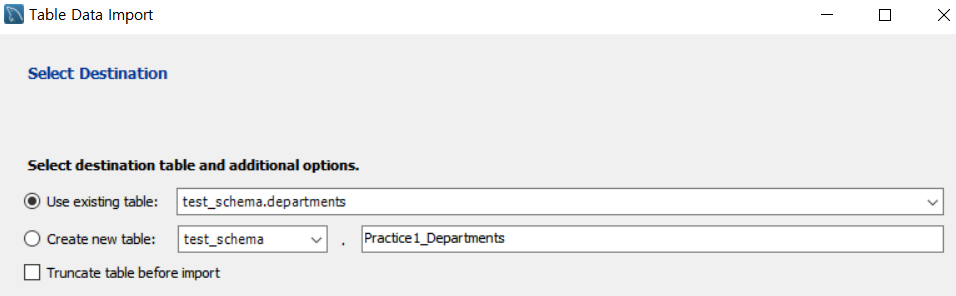 Table Data Import
Select Destination
Select destination table and additional options.
Use existing table: test_schema.departments
Create new table: test_schema . Practice1_Departments
Truncate table before import